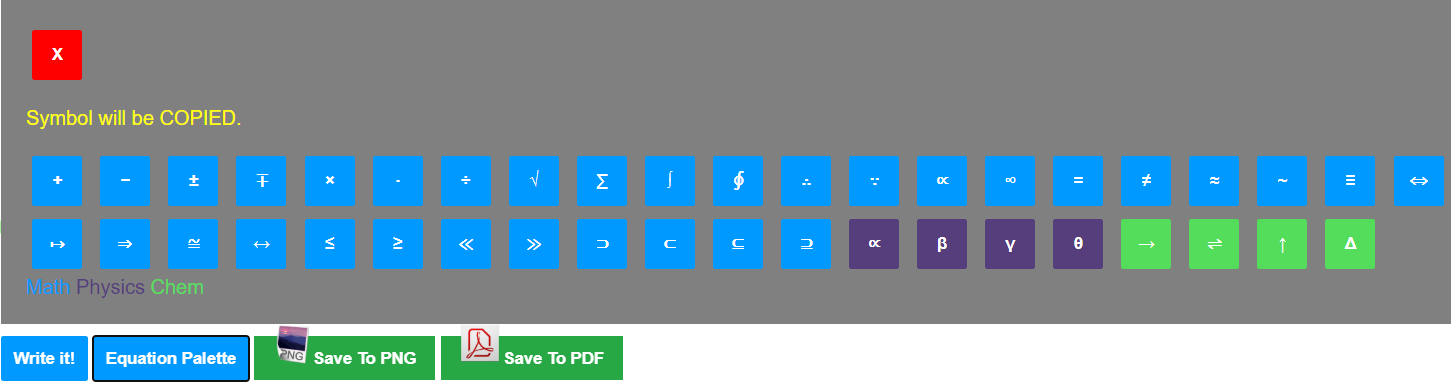 X
Symbol will be COPIED.
+ − ± ∓ × · ÷ √ ∑ ∫ ∮ ∴ ∵ ∝ ∞ = ≠ ≈ ~ ≡ ⇔
↦ ⇒ ≅ ↔ ≤ ≥ ≪ ≫ ⊃ ⊂ ⊆ ⊇ ∝ β γ θ → ⇌ ↑ Δ
Math Physics Chem
Write it! Equation Palette PNG Save To PNG Save To PDF